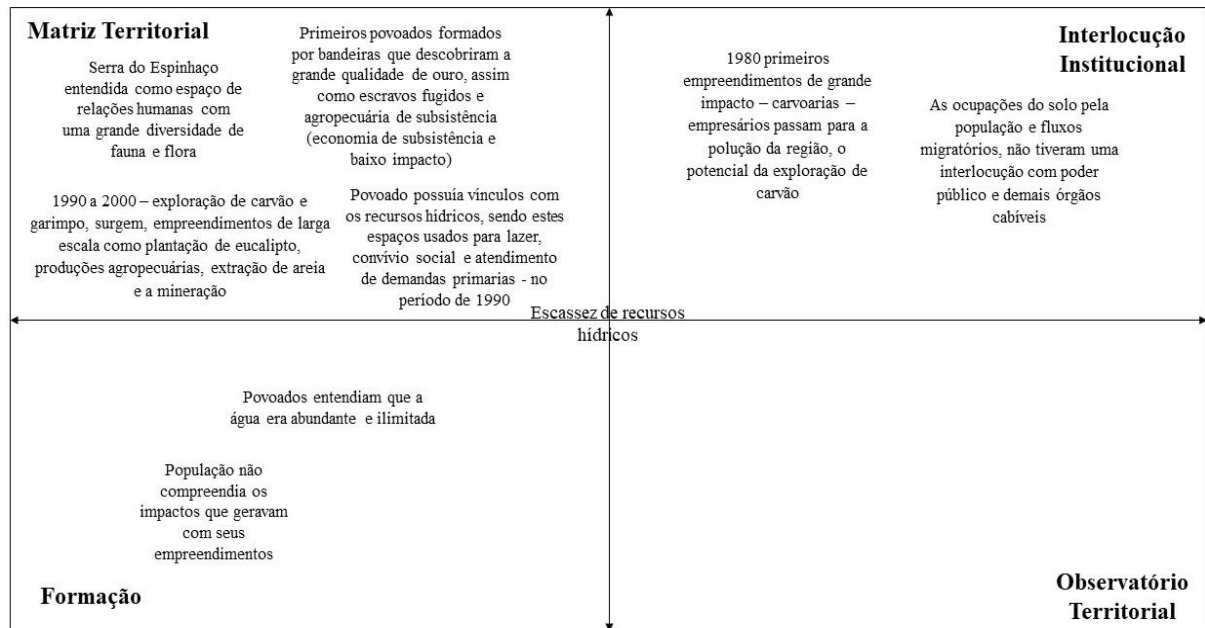 Matriz Territorial
Serra do Espinhaço
entendida como espaço de
relações humanas com
uma grande diversidade de
fauna e flora
Primeiros povoados formados
por bandeiras que descobriram a
grande qualidade de ouro, assim
como escravos fugidos e
agropecuária de subsistência
(economia de subsistência e
baixo impacto)
1990 a 2000 – exploração de carvão e
garimpo, surgem, empreendimentos de larga
escala como plantação de eucalipto,
produções agropecuárias, extração de areia
e a mineração
Povoado possuía vínculos com
os recursos hídricos, sendo estes
espaços usados para lazer,
convívio social e atendimento
de demandas primarias - no
período de 1990
Interlocução
Institucional
1980 primeiros
empreendimentos de grande
impacto – carvoarias –
empresários passam para a
polução da região, o
potencial da exploração de
carvão
As ocupações do solo pela
população e fluxos
migratórios, não tiveram uma
interlocução com poder
público e demais órgãos
cabíveis
Escassez de recursos
hídricos
Povoados entendiam que a
água era abundante e ilimitada
População não
compreendia os
impactos que geravam
com seus
empreendimentos
Formação
Observatório
Territorial